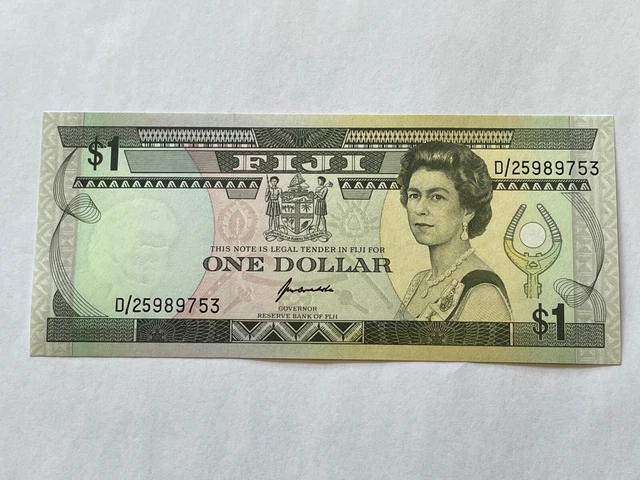 $1
FIJI
D/25989753
THIS NOTE IS LEGAL TENDER IN FIJI FOR
ONE DOLLAR
D/25989753
GOVERNOR
RESERVE BANK OF FIJI
$1